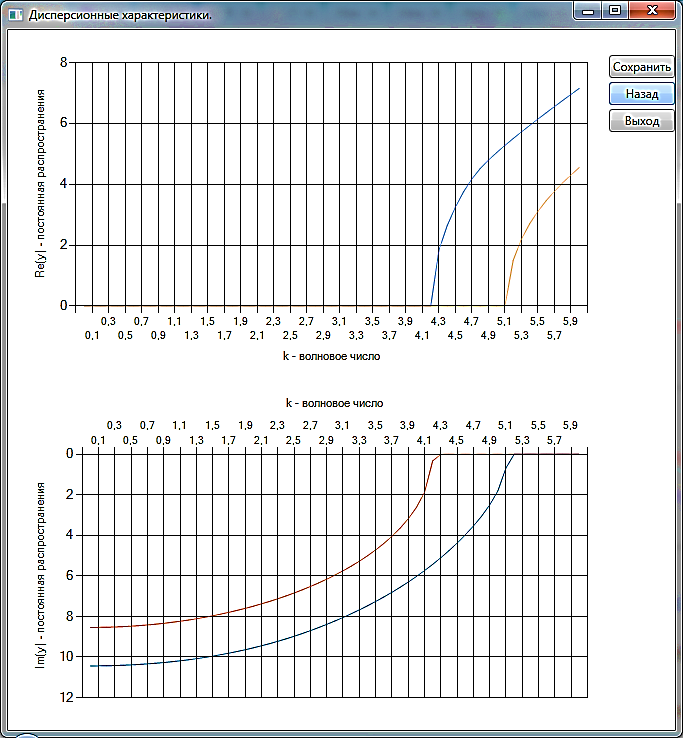 Дисперсионные характеристики.
Сохранить
Назад
Выход
Re(y| - постоянная распространения
8
6
4
2
0
0,3 0,7 1,1 1,5 1,9 2,3 2,7 3,1 3,5 3,9 4,3 4,7 5,1 5,5 5,9
0,1 0,5 0,9 1,3 1,7 2,1 2,5 2,9 3,3 3,7 4,1 4,5 4,9 5,3 5,7
k - волновое число
k - волновое число
0,3 0,7 1,1 1,5 1,9 2,3 2,7 3,1 3,5 3,9 4,3 4,7 5,1 5,5 5,9
0,1 0,5 0,9 1,3 1,7 2,1 2,5 2,9 3,3 3,7 4,1 4,5 4,9 5,3 5,7
Im(y| - постоянная распространения
0
2
4
6
8
10
12